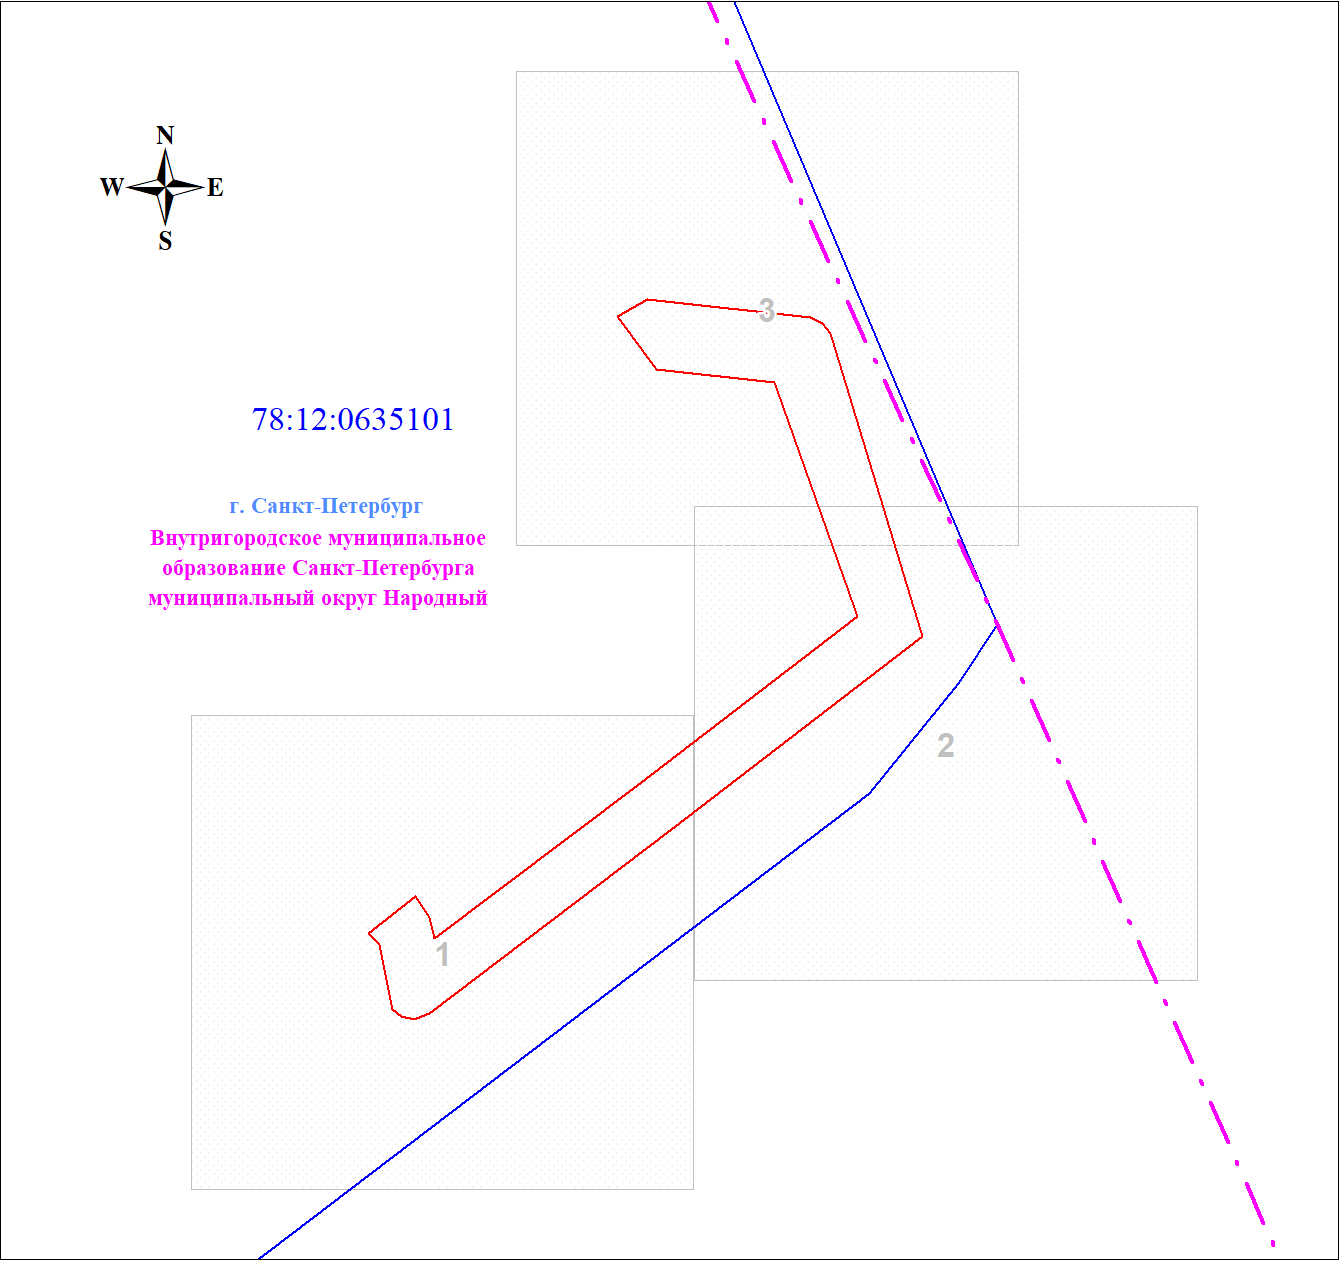 N
W E
S
3
78:12:0635101
г. Санкт-Петербург
Внутригородское муниципальное
образование Санкт-Петербурга
муниципальный округ Народный
2
1